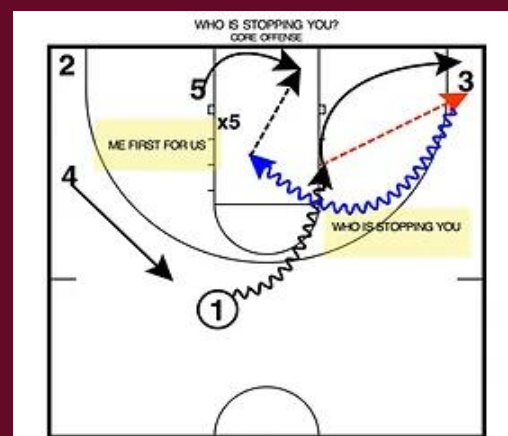 WHO IS STOPPING YOU?
CORE OFFENSE
2
5
3
x5
ME FIRST FOR US
4
WHO IS STOPPING YOU
1